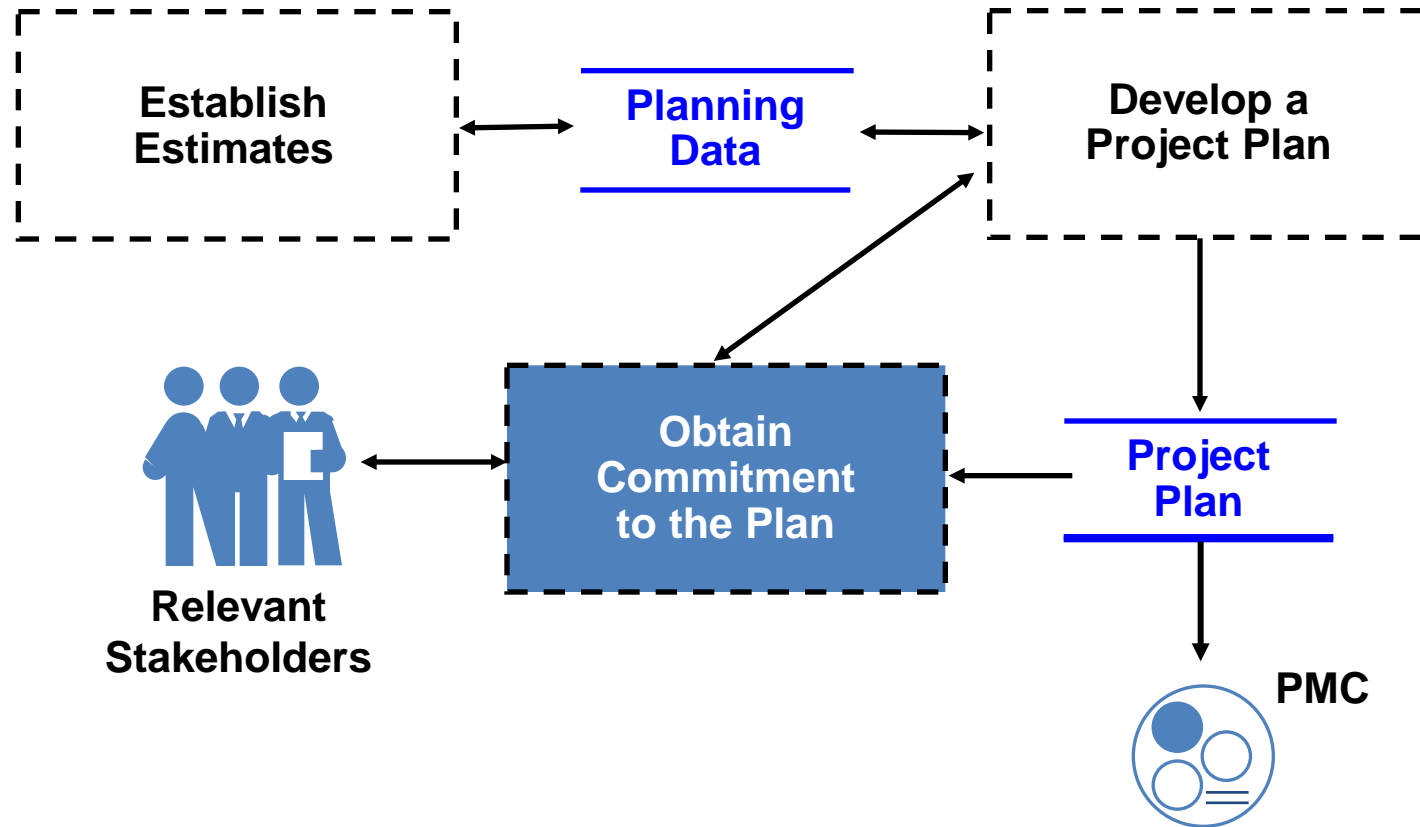 Establish
Estimates
Planning
Data
Develop a
Project Plan
Obtain
Commitment
to the Plan
Project
Plan
Relevant
Stakeholders
PMC